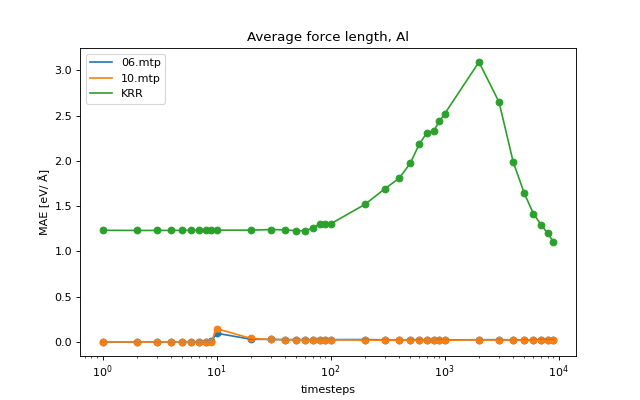 Average force length, Al
06.mtp
10.mtp
KRR
MAE [eV/ Å]
3.0
2.5
2.0
1.5
1.0
0.5
0.0
10⁰ 10¹ 10² 10³ 10⁴
timesteps